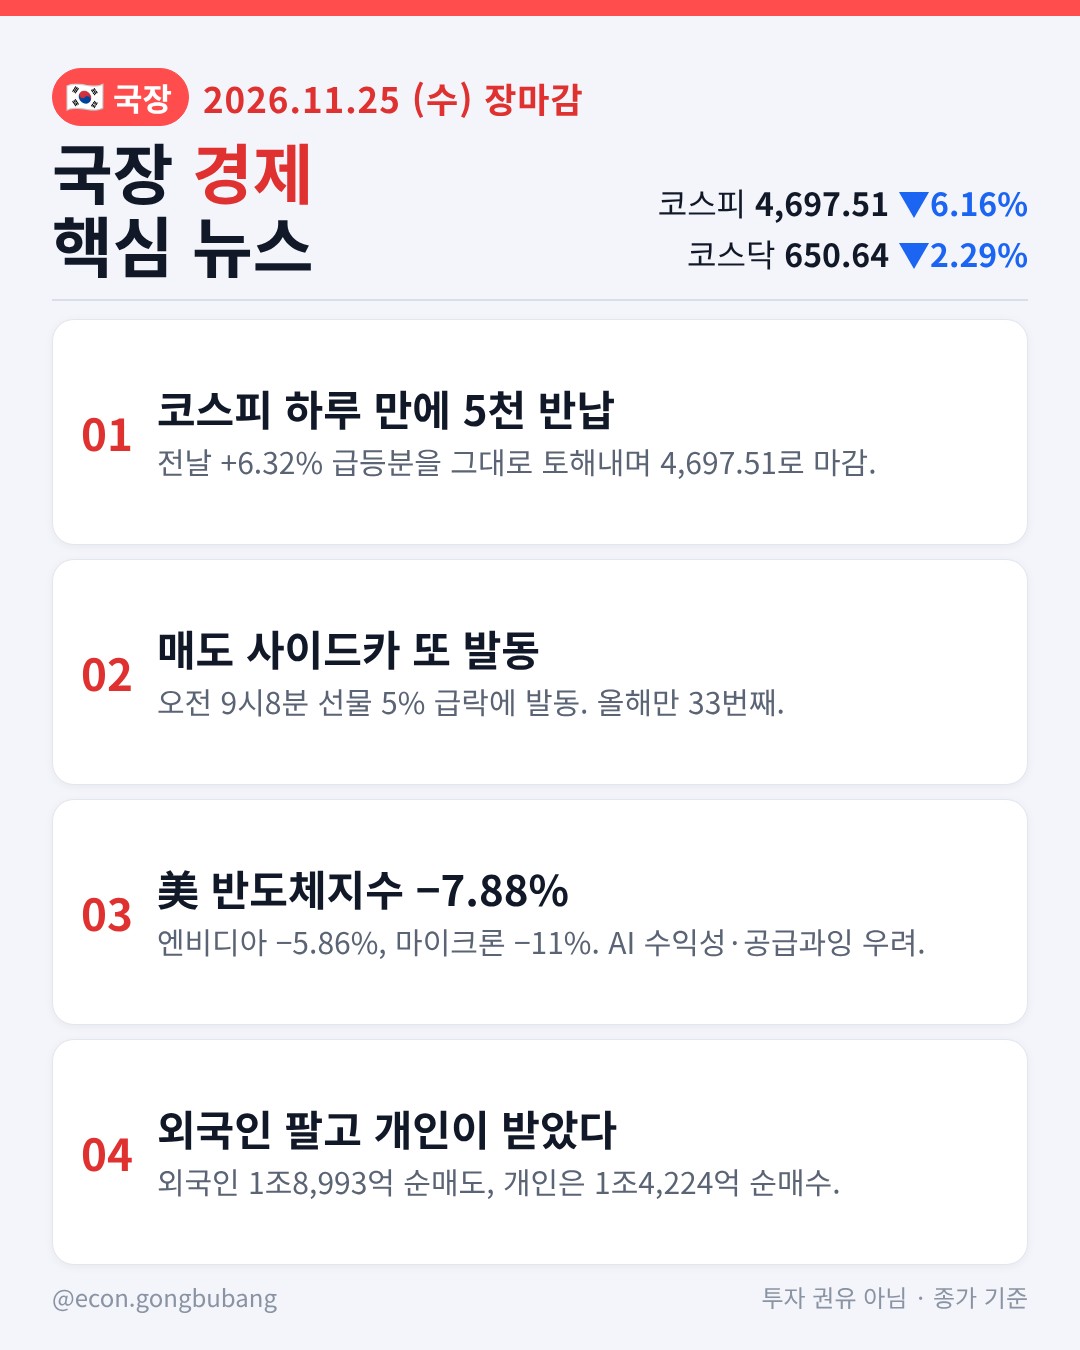 🇰🇷 국장 2026.11.25 (수) 장마감
국장 경제
핵심 뉴스
코스피 4,697.51 ▼6.16%
코스닥 650.64 ▼2.29%
01
코스피 하루 만에 5천 반납
전날 +6.32% 급등분을 그대로 토해내며 4,697.51로 마감.
02
매도 사이드카 또 발동
오전 9시8분 선물 5% 급락에 발동. 올해만 33번째.
03
美 반도체지수 −7.88%
엔비디아 −5.86%, 마이크론 −11%. AI 수익성·공급과잉 우려.
04
외국인 팔고 개인이 받았다
외국인 1조8,993억 순매도, 개인은 1조4,224억 순매수.
@econ.gongbubang
투자 권유 아님 · 종가 기준